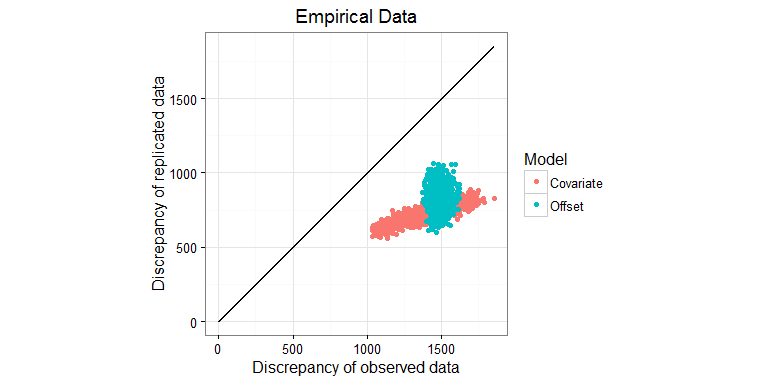 Empirical Data
Discrepancy of replicated data
1500
1000
500
0
0 500 1000 1500
Discrepancy of observed data
Model
Covariate
Offset